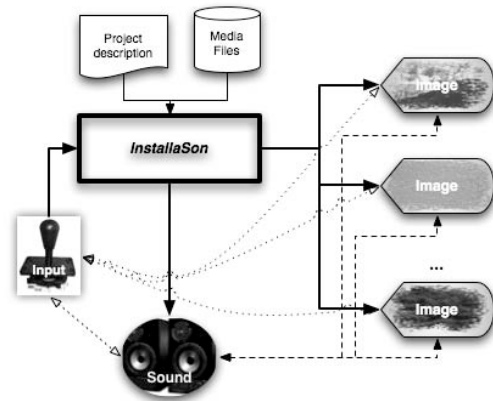 Project
description
Media
Files
InstallaSon
Image
Image
...
Image
Input
Sound